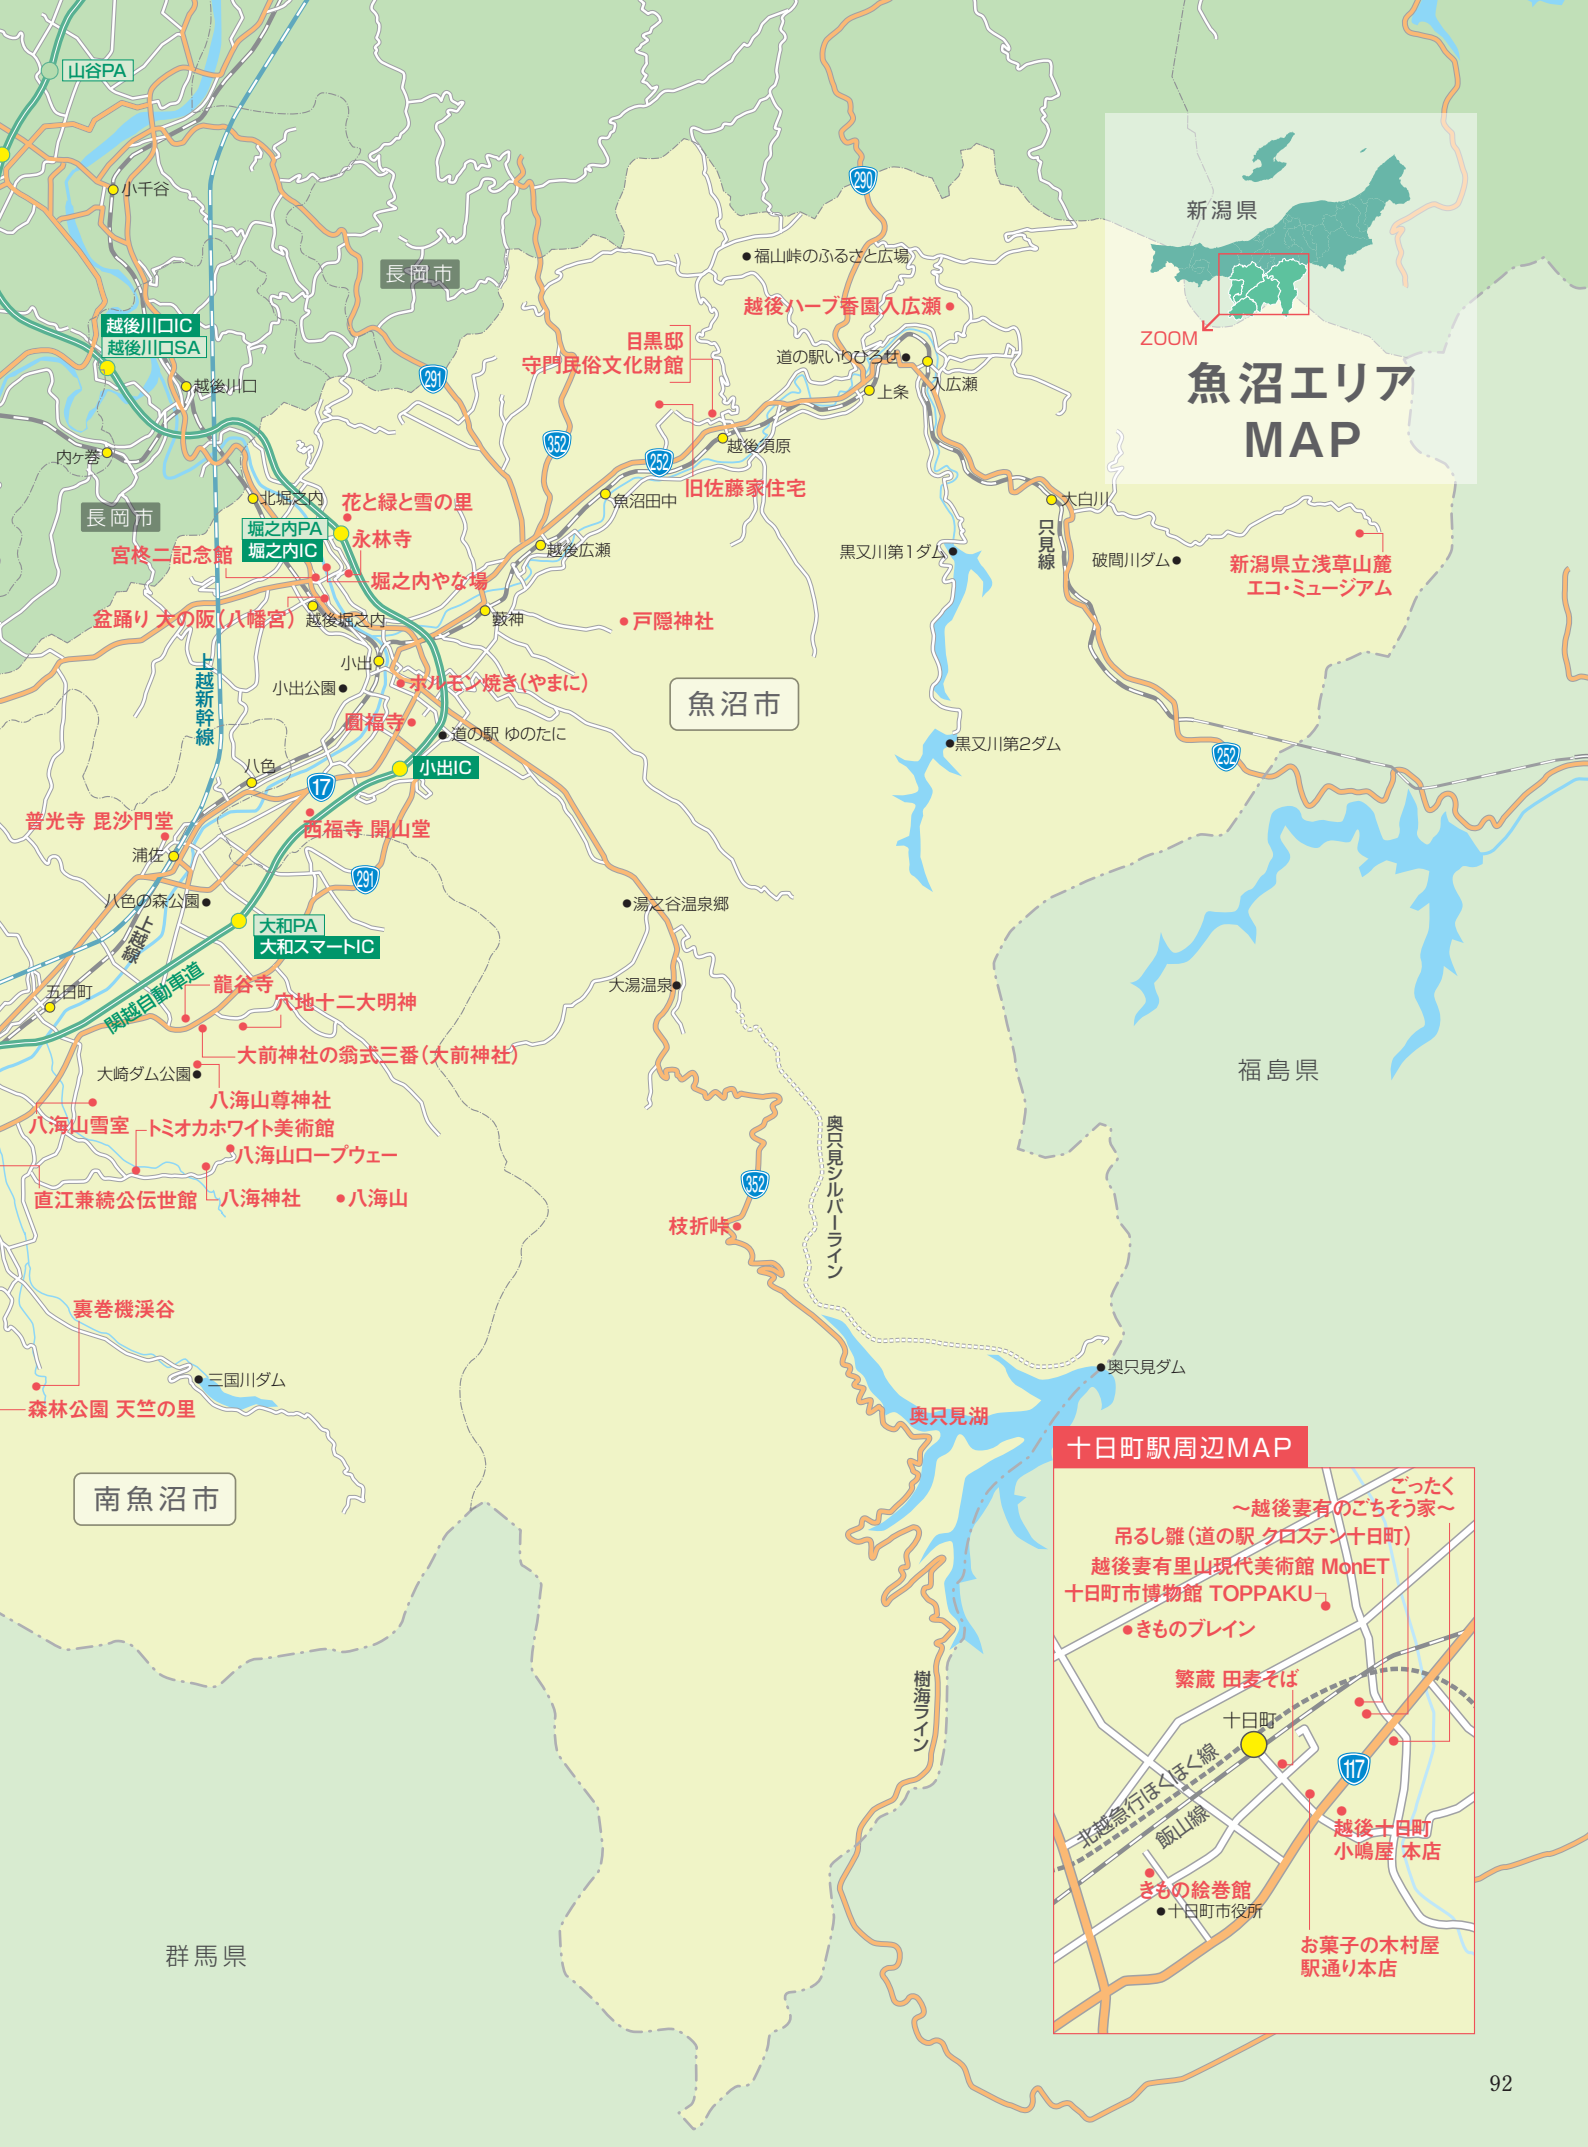 山谷PA
小千谷
長岡市
290
新潟県
ZOOM
魚沼エリア
MAP
福山峠のふるさと広場
越後ハーブ香園入広瀬
越後川口IC
越後川口SA
越後川口
目黒邸
守門民俗文化財館
道の駅いりひろせ
入広瀬
上条
291
352
252
越後須原
内ヶ巻
長岡市
北堀之内
花と緑と雪の里
魚沼田中
旧佐藤家住宅
大白川
只見線
堀之内PA
堀之内IC
永林寺
宮柊二記念館
堀之内やな場
越後広瀬
黒又川第1ダム
破間川ダム
新潟県立浅草山麓
エコ・ミュージアム
盆踊り 大の阪(八幡宮)
越後堀之内
藪神
戸隠神社
上越新幹線
小出
小出公園
ホルモン焼き(やまに)
魚沼市
圓福寺
道の駅 ゆのたに
黒又川第2ダム
252
八色
小出IC
17
普光寺 毘沙門堂
西福寺 開山堂
浦佐
291
八色の森公園
湯之谷温泉郷
上越線
大和PA
大和スマートIC
大湯温泉
五日町
関越自動車道
龍谷寺
穴地十二大明神
大前神社の翁式三番(大前神社)
福島県
大崎ダム公園
八海山尊神社
八海山雪室
トミオカホワイト美術館
八海山ロープウェー
直江兼続公伝世館
八海神社
八海山
奥只見シルバーライン
352
枝折峠
裏巻機渓谷
三国川ダム
森林公園 天竺の里
奥只見ダム
奥只見湖
南魚沼市
十日町駅周辺MAP
ごったく
～越後妻有のごちそう家～
吊るし雛(道の駅 クロステン十日町)
越後妻有里山現代美術館 MonET
十日町市博物館 TOPPAKU
きものブレイン
繁蔵 田麦そば
十日町
北越急行ほくほく線
飯山線
117
越後十日町
小嶋屋 本店
きもの絵巻館
十日町市役所
お菓子の木村屋
駅通り本店
樹海ライン
群馬県
92